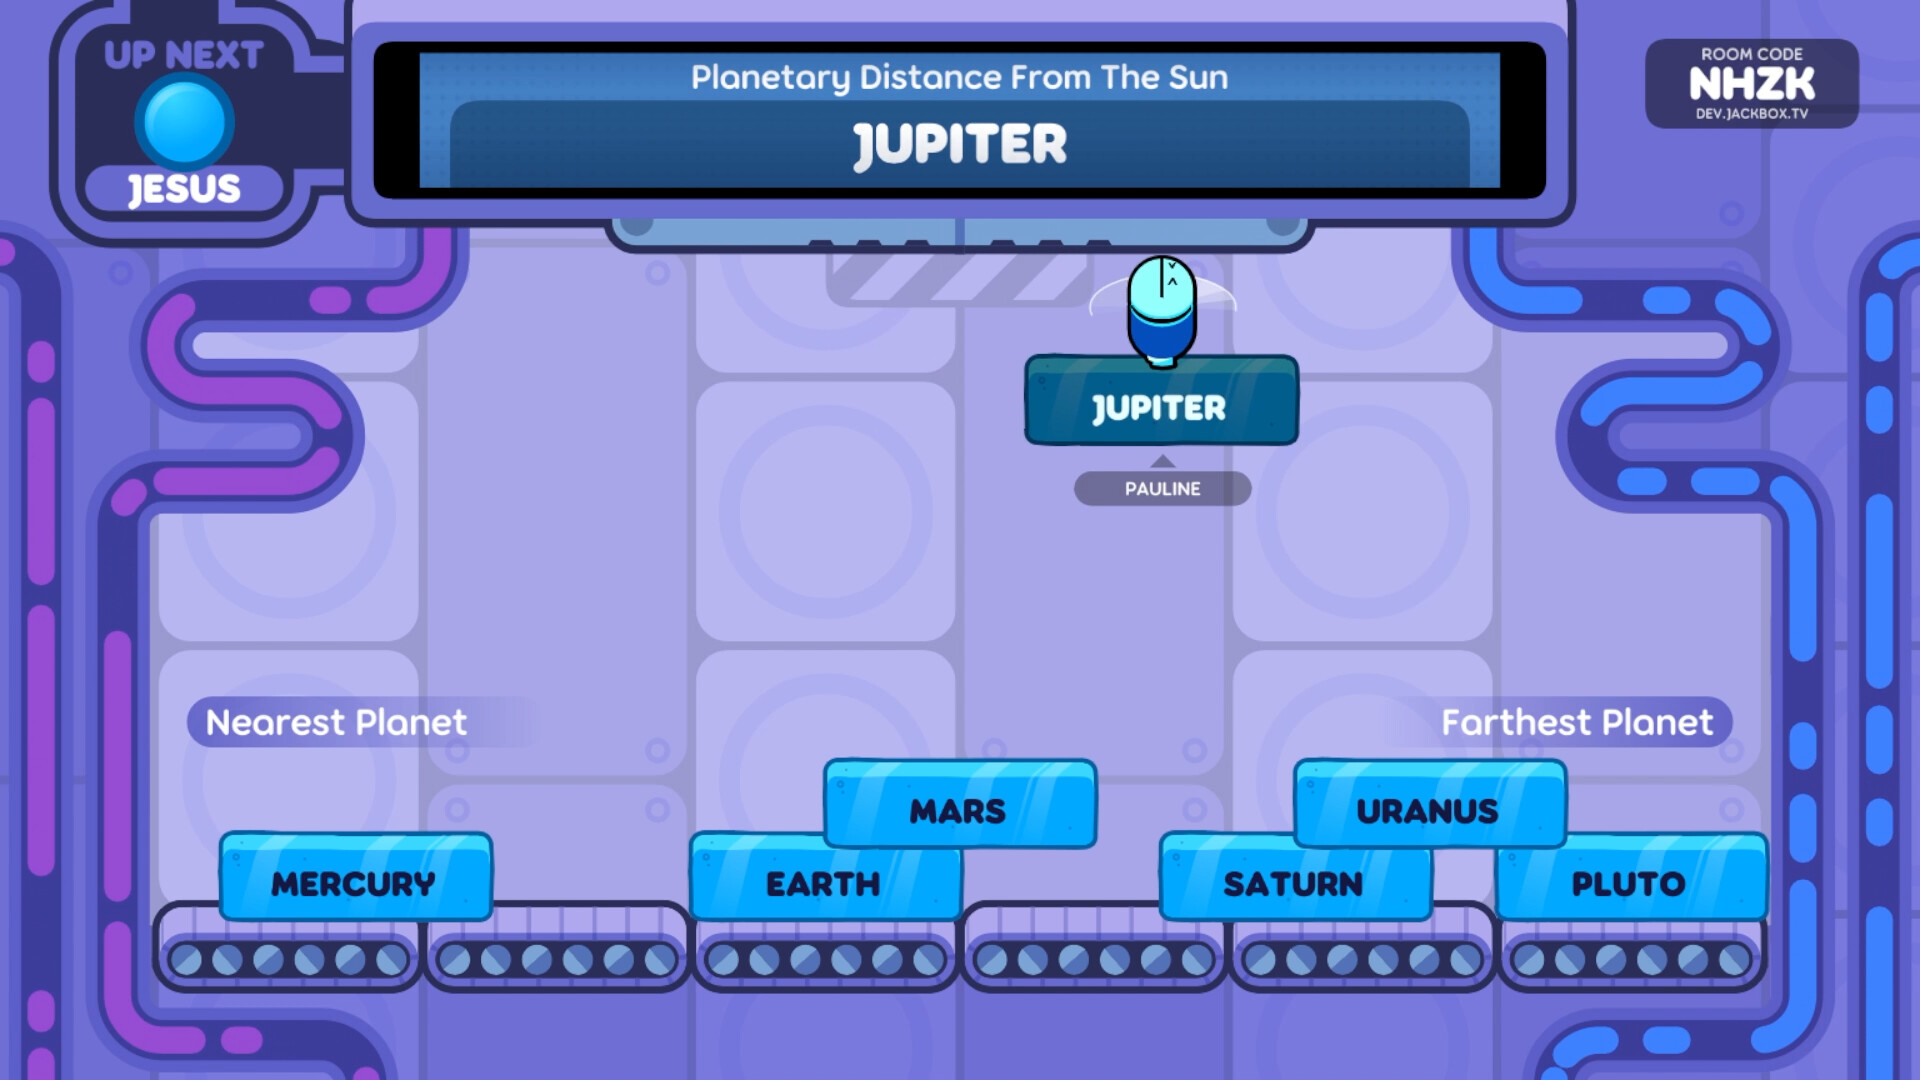 UP NEXT
JESUS
Planetary Distance From The Sun
JUPITER
ROOM CODE
NHZK
DEV.JACKBOX.TV
JUPITER
PAULINE
Nearest Planet
Farthest Planet
MARS
URANUS
MERCURY
EARTH
SATURN
PLUTO